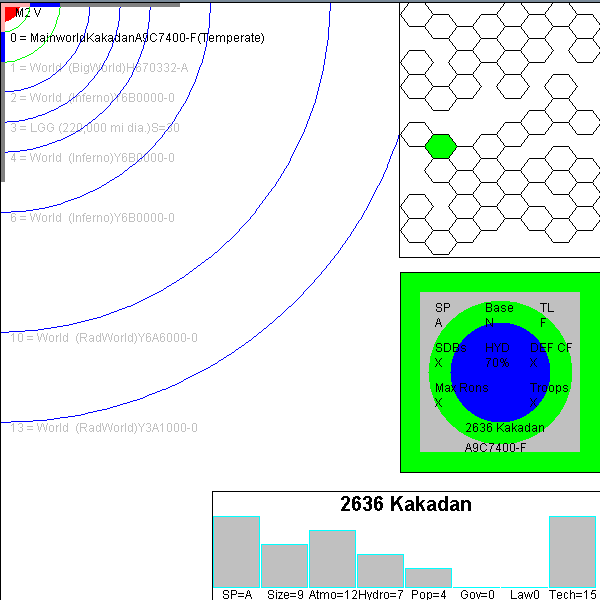 M2 V
0 = MainworldKakadanA9C7400-F(Temperate)
1 = World (BigWorld)H670332-A
2 = World (Inferno)Y6B0000-0
3 = LGG (220,000 mi dia.)S=30
4 = World (Inferno)Y6B0000-0
6 = World (Inferno)Y6B0000-0
10 = World (RadWorld)Y6A6000-0
13 = World (RadWorld)Y3A1000-0
SP Base TL
A N F
SDBs HYD DEF CF
X 70% X
Max Pop Troops
X X
2636 Kakadan
A9C7400-F
2636 Kakadan
SP=A Size=9 Atmo=12 Hydro=7 Pop=4 Gov=0 Law0 Tech=15